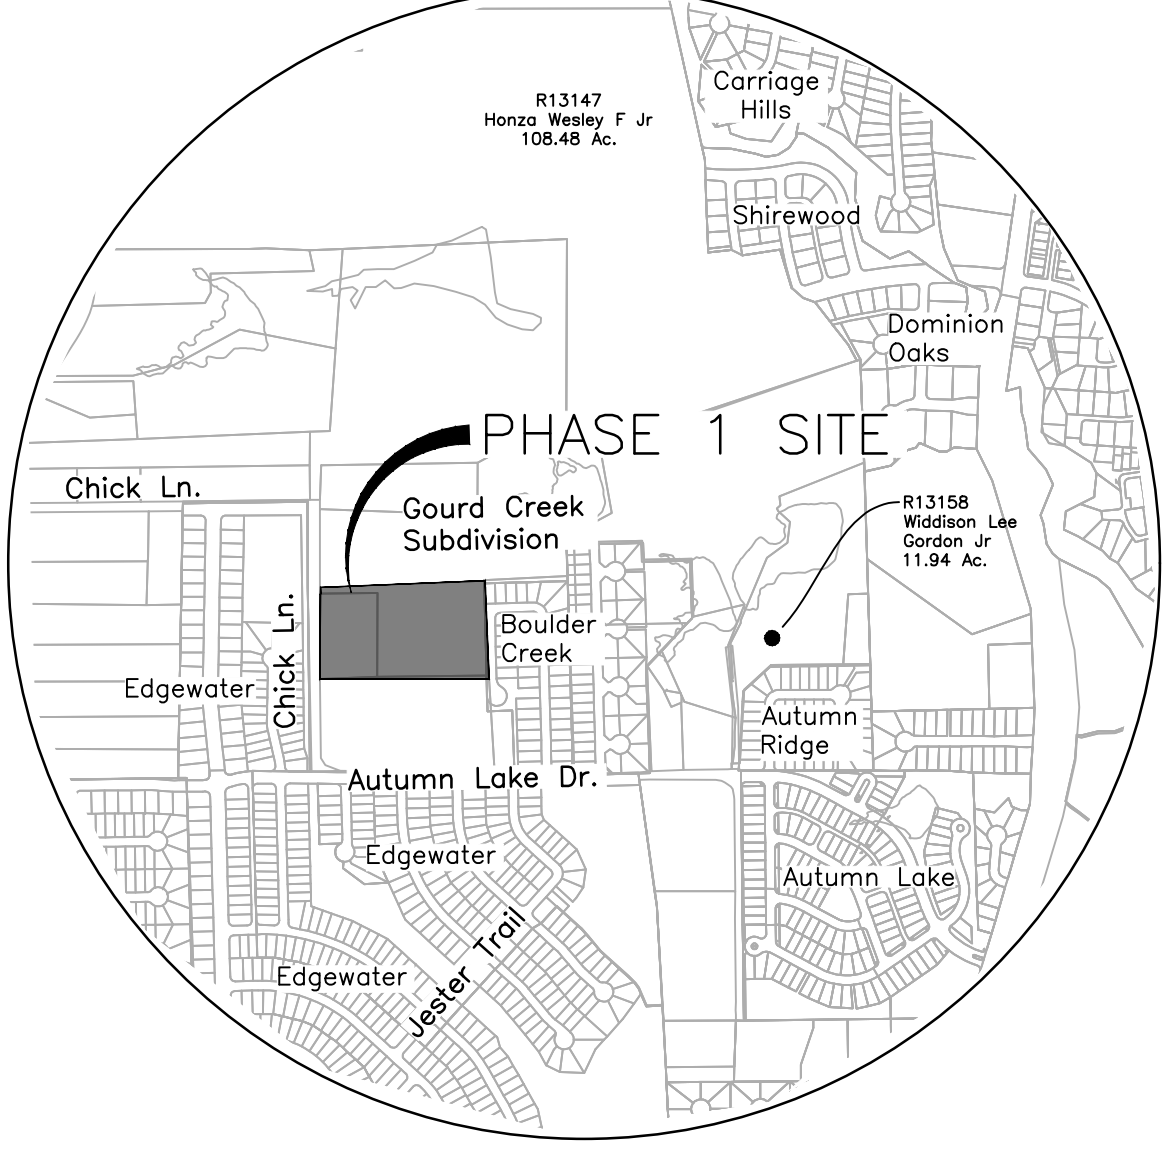 Carriage
Hills
R13147
Honza Wesley F Jr
108.48 Ac.
Shirewood
Dominion
Oaks
PHASE 1 SITE
Chick Ln.
Gourd Creek
Subdivision
R13158
Widdison Lee
Gordon Jr
11.94 Ac.
Chick Ln.
Boulder
Creek
Edgewater
Autumn
Ridge
Autumn Lake Dr.
Edgewater
Autumn Lake
Jester Trail
Edgewater